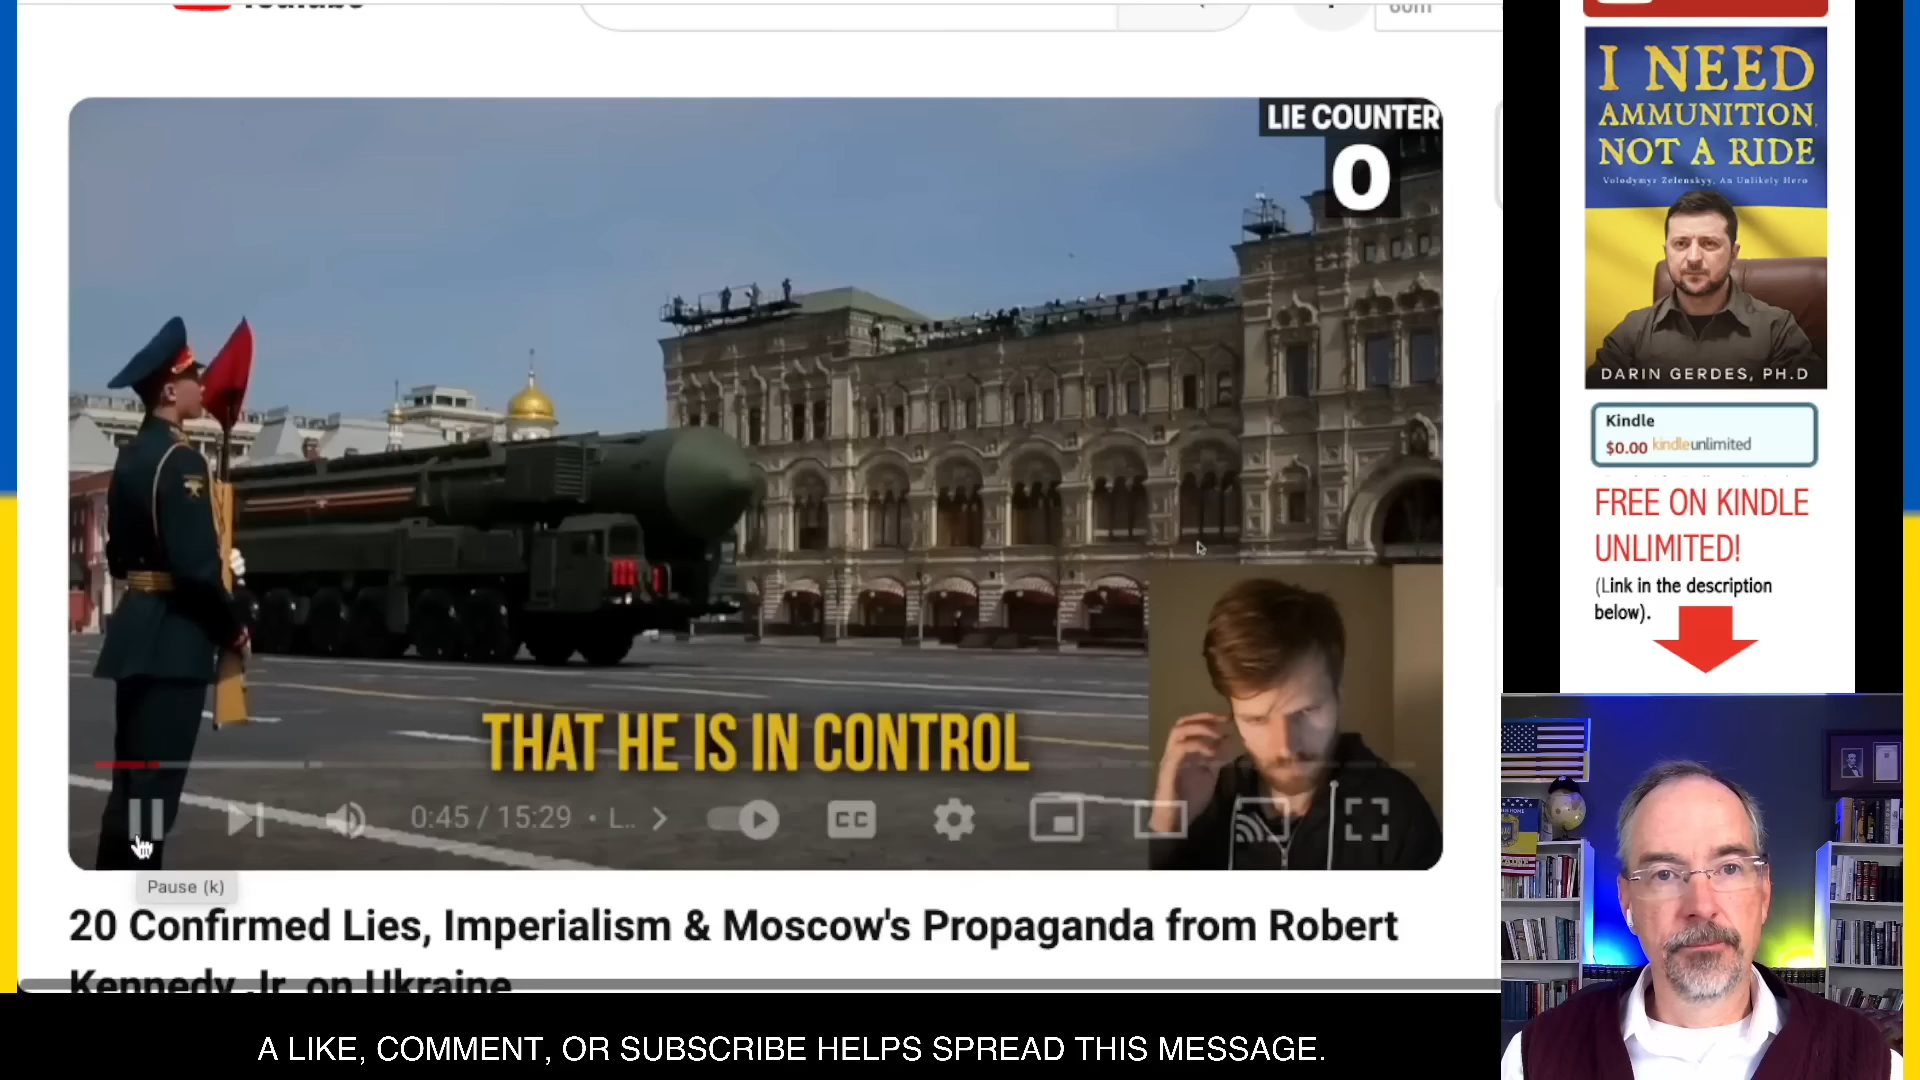 YouTube
60m
LIE COUNTER
0
THAT HE IS IN CONTROL
0:45 / 15:29 • L..
CC
Pause (k)
20 Confirmed Lies, Imperialism & Moscow's Propaganda from Robert
Kennedy Jr. on Ukraine
A LIKE, COMMENT, OR SUBSCRIBE HELPS SPREAD THIS MESSAGE.
I NEED
AMMUNITION,
NOT A RIDE
Volodymyr Zelenskyy, An Unlikely Hero
DARIN GERDES, PH.D
Kindle
$0.00 kindleunlimited
FREE ON KINDLE
UNLIMITED!
(Link in the description
below).